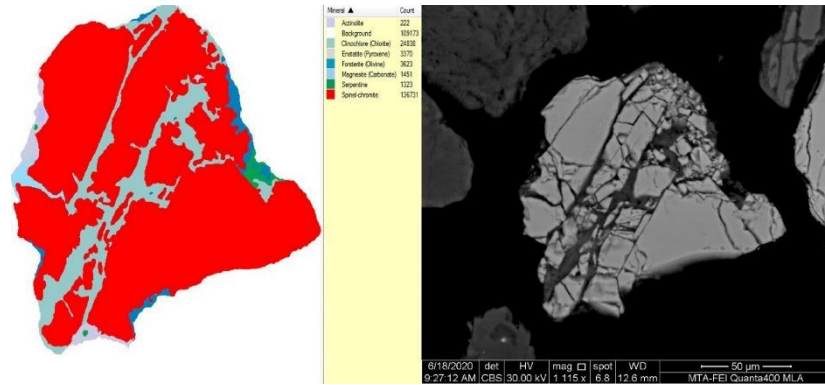 Mineral ▲ Count
Actinolite 222
Background 109173
Clinochlore (Chlorite) 24838
Enstatite (Pyroxene) 3370
Forsterite (Olivine) 3623
Magnesite (Carbonate) 1451
Serpentine 1323
Spinel-chromite 136731
6/18/2020 det HV mag □ spot WD 50 µm
9:27:12 AM CBS 30.00 kV 1 115 x 6.8 12.6 mm MTA-FEI Quanta400 MLA